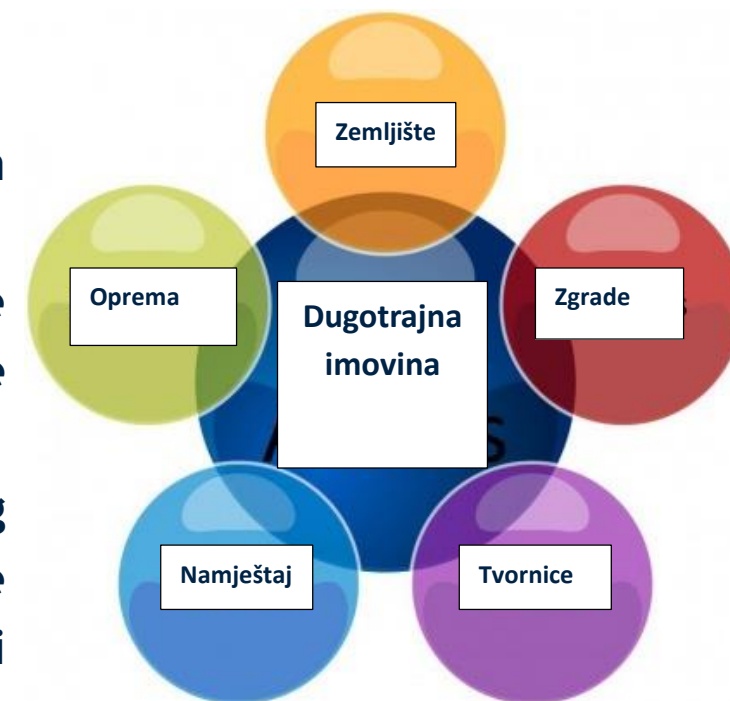 Zemljište
Oprema
Dugotrajna
imovina
Zgrade
Namještaj
Tvornice